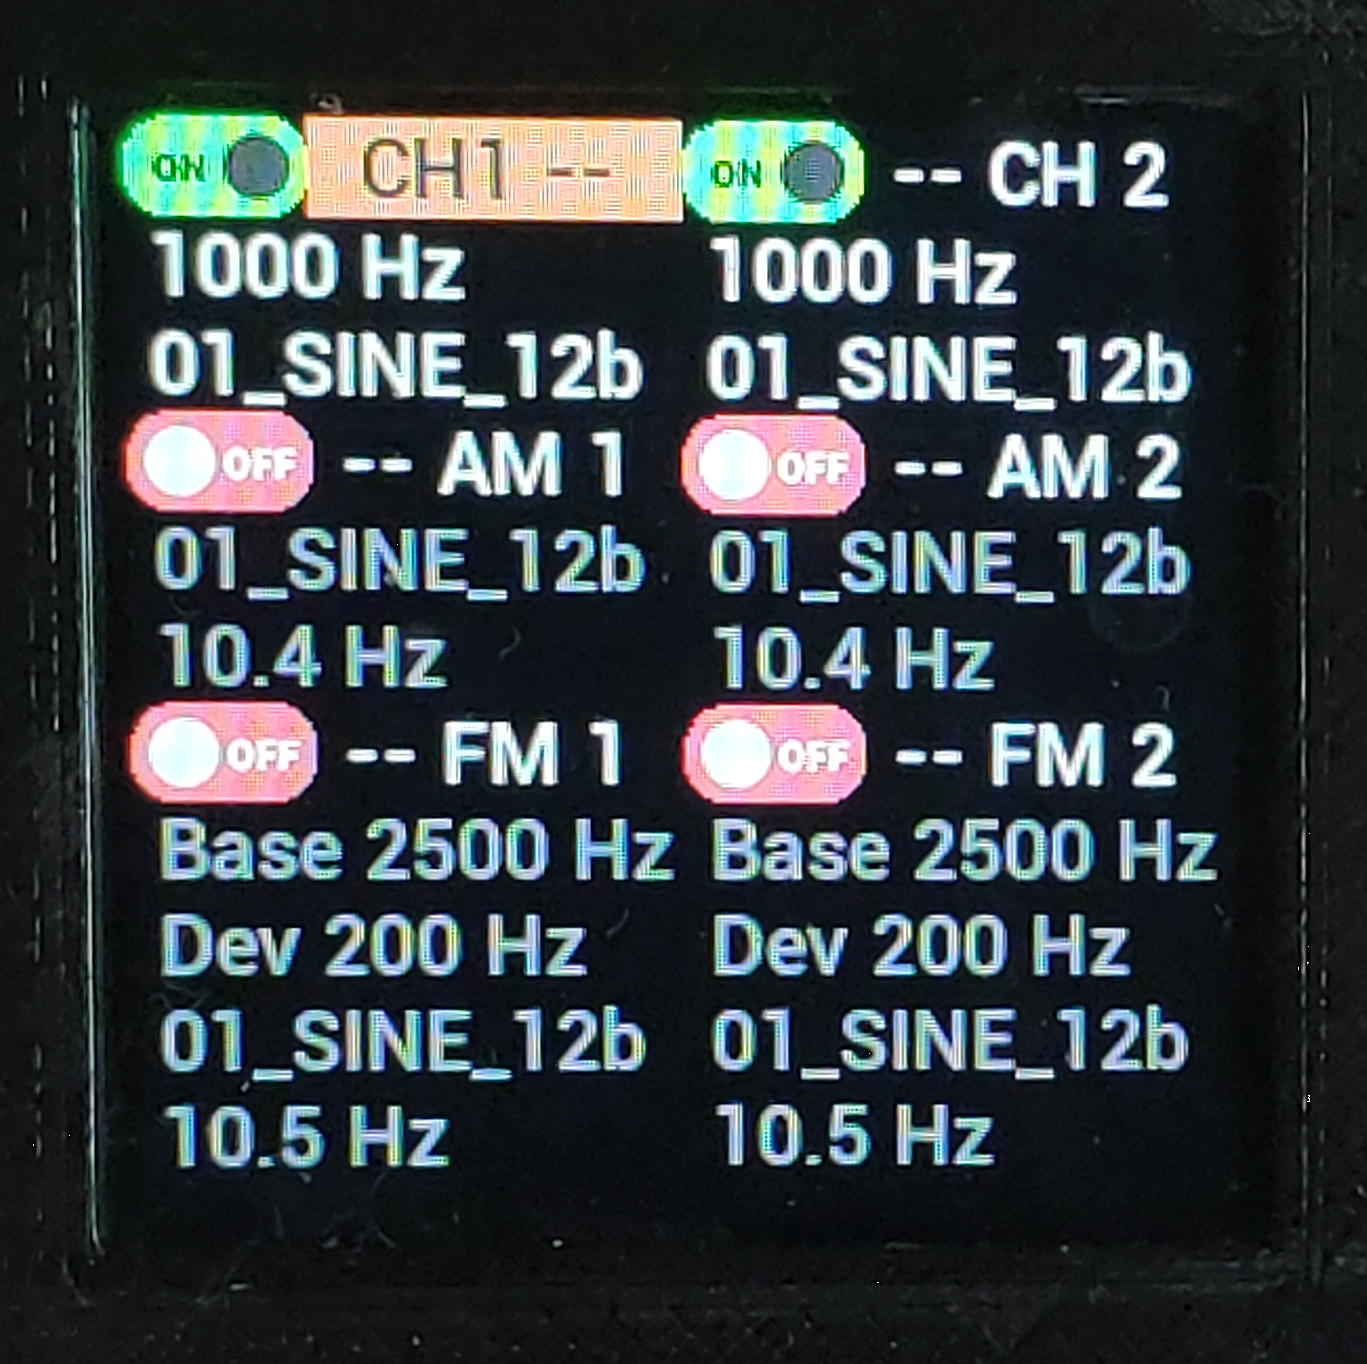 ON CH1 -- ON -- CH 2
1000 Hz 1000 Hz
01_SINE_12b 01_SINE_12b
OFF -- AM 1 OFF -- AM 2
01_SINE_12b 01_SINE_12b
10.4 Hz 10.4 Hz
OFF -- FM 1 OFF -- FM 2
Base 2500 Hz Base 2500 Hz
Dev 200 Hz Dev 200 Hz
01_SINE_12b 01_SINE_12b
10.5 Hz 10.5 Hz